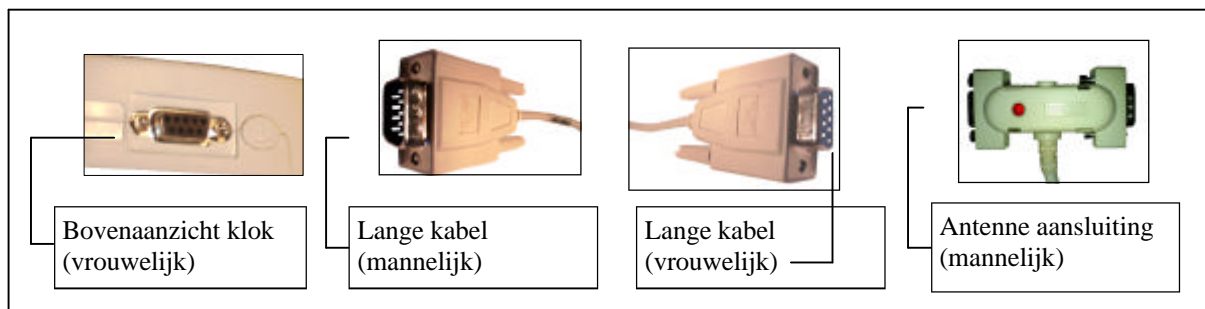 Bovenaanzicht klok
(vrouwelijk)
Lange kabel
(mannelijk)
Lange kabel
(vrouwelijk)
Antenne aansluiting
(mannelijk)